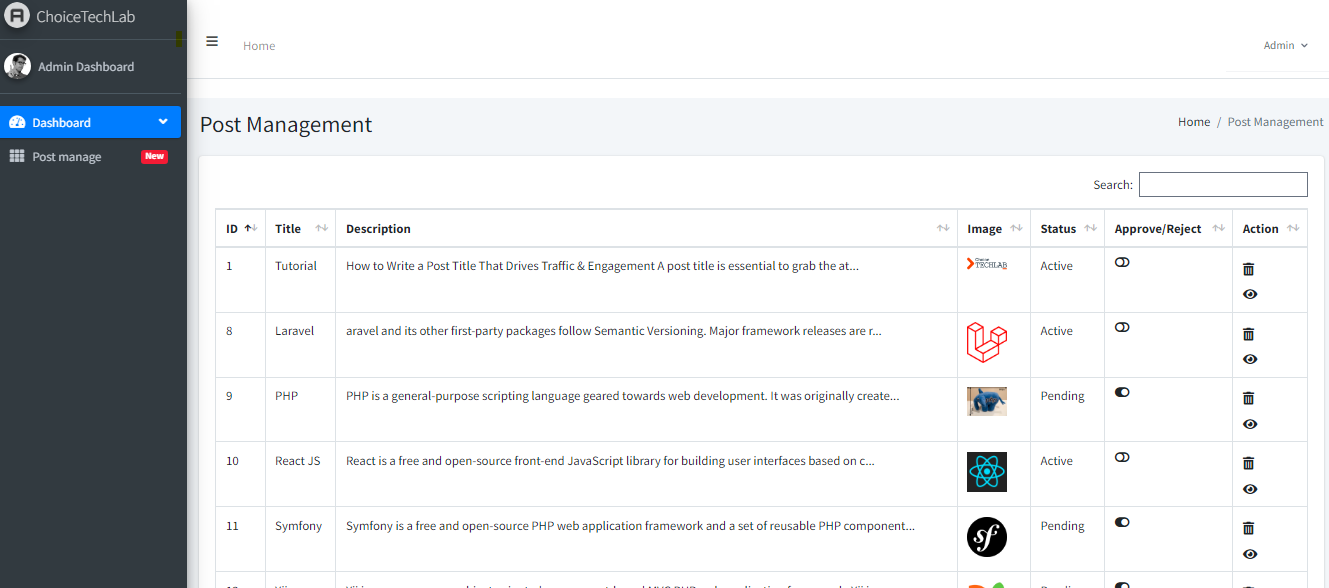 ChoiceTechLab
Home
Admin
Admin Dashboard
Dashboard
Post manage New
Post Management
Home / Post Management
Search:
ID Title Description Image Status Approve/Reject Action
1 Tutorial How to Write a Post Title That Drives Traffic & Engagement A post title is essential to grab the at... Choice TECHLAB Active
8 Laravel aravel and its other first-party packages follow Semantic Versioning. Major framework releases are r... Active
9 PHP PHP is a general-purpose scripting language geared towards web development. It was originally create... Pending
10 React JS React is a free and open-source front-end JavaScript library for building user interfaces based on c... Active
11 Symfony Symfony is a free and open-source PHP web application framework and a set of reusable PHP component... sf Pending